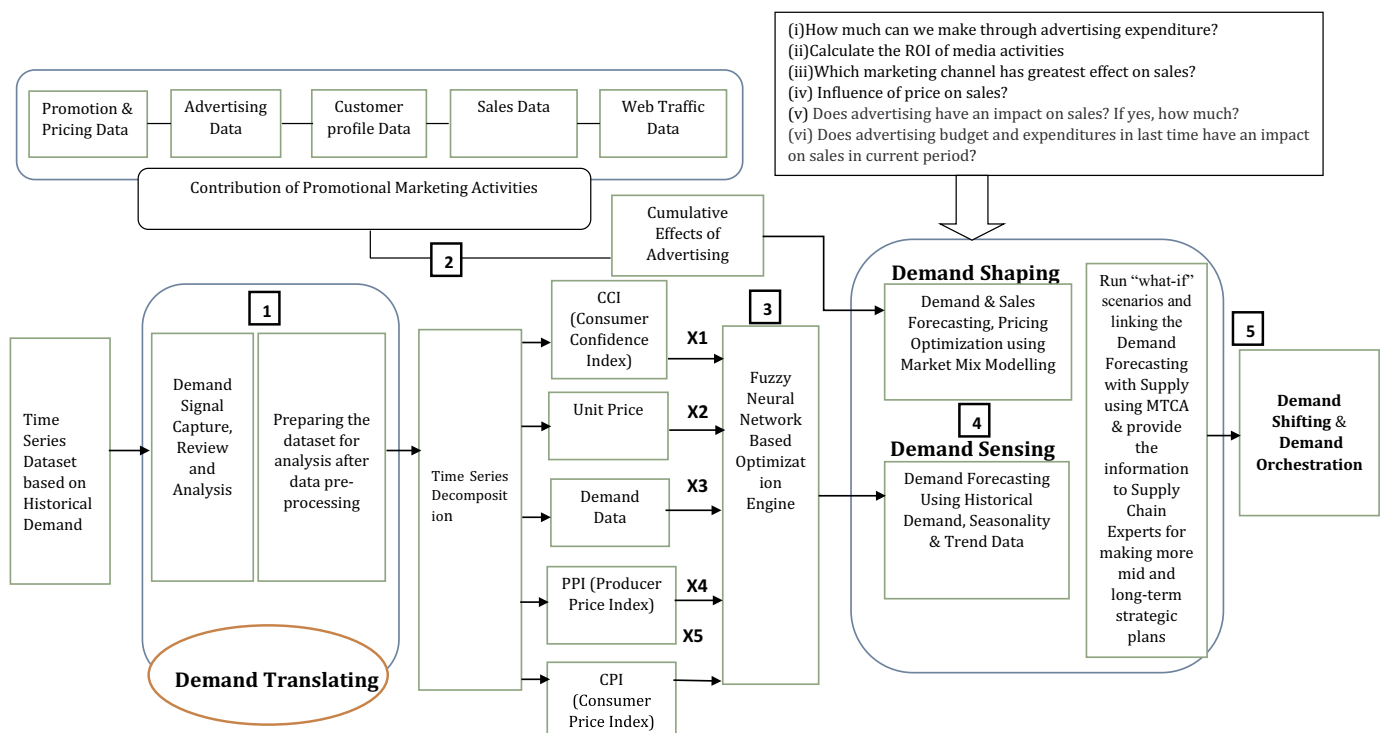 (i)How much can we make through advertising expenditure?
(ii)Calculate the ROI of media activities
(iii)Which marketing channel has greatest effect on sales?
(iv) Influence of price on sales?
(v) Does advertising have an impact on sales? If yes, how much?
(vi) Does advertising budget and expenditures in last time have an impact
on sales in current period?
Promotion &
Pricing Data
Advertising
Data
Customer
profile Data
Sales Data
Web Traffic
Data
Contribution of Promotional Marketing Activities
2
Cumulative
Effects of
Advertising
Time
Series
Dataset
based on
Historical
Demand
1
Demand
Signal
Capture,
Review
and
Analysis
Preparing the
dataset for
analysis after
data pre-
processing
Demand Translating
Time Series
Decomposit
ion
CCI
(Consumer
Confidence
Index)
Unit Price
Demand
Data
PPI (Producer
Price Index)
CPI
(Consumer
Price Index)
X1
X2
X3
X4
X5
3
Fuzzy
Neural
Network
Based
Optimizat
ion
Engine
Demand Shaping
Demand & Sales
Forecasting, Pricing
Optimization using
Market Mix Modelling
4
Demand Sensing
Demand Forecasting
Using Historical
Demand, Seasonality
& Trend Data
Run “what-if”
scenarios and
linking the
Demand
Forecasting
with Supply
using MTCA
& provide
the
information
to Supply
Chain
Experts for
making more
mid and
long-term
strategic
plans
5
Demand
Shifting &
Demand
Orchestration